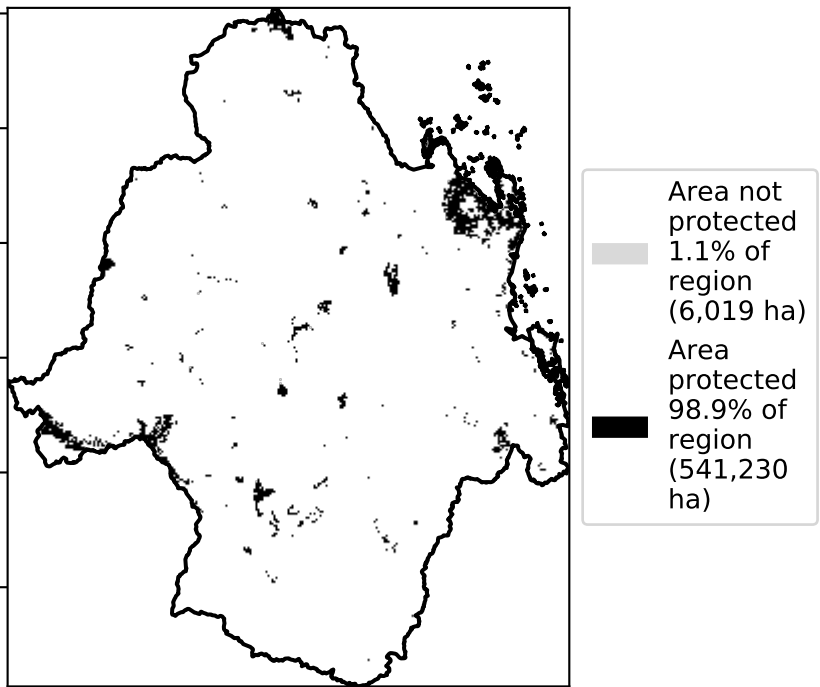 Area not
protected
1.1% of
region
(6,019 ha)
Area
protected
98.9% of
region
(541,230
ha)